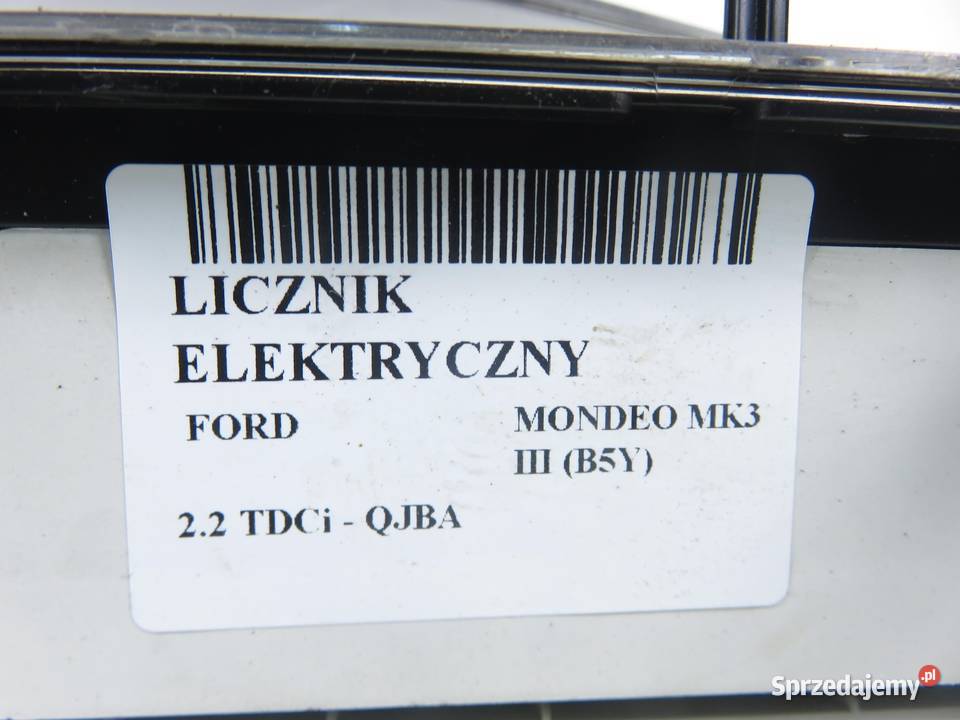 LICZNIK
ELEKTRYCZNY
FORD MONDEO MK3
III (B5Y)
2.2 TDCi - QJBA
Sprzedajemy.pl